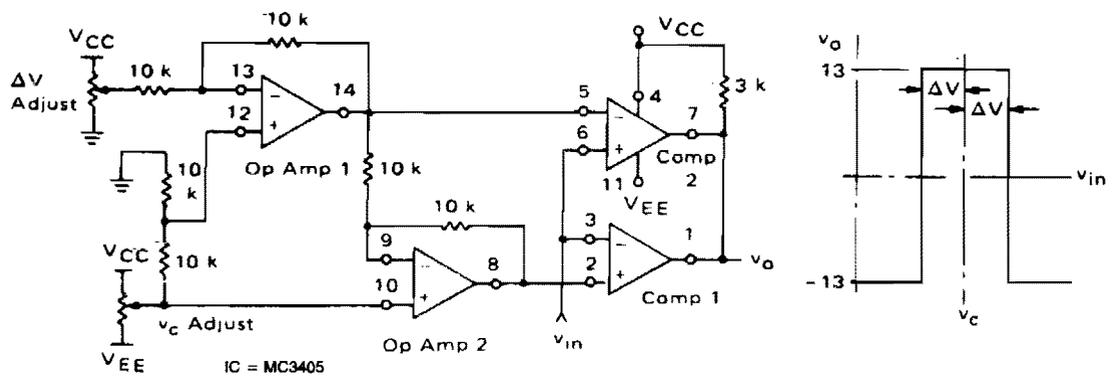 10 k
VCC
ΔV
Adjust
10 k
13
12
14
Op Amp 1
10
k
10 k
10 k
VCC
10 k
vc Adjust
VEE
9
10
8
Op Amp 2
IC = MC3405
VCC
3 k
4
5
6
7
Comp
2
11
VEE
3
2
1
Comp 1
vo
vin
vo
13
ΔV
ΔV
vin
-13
vc